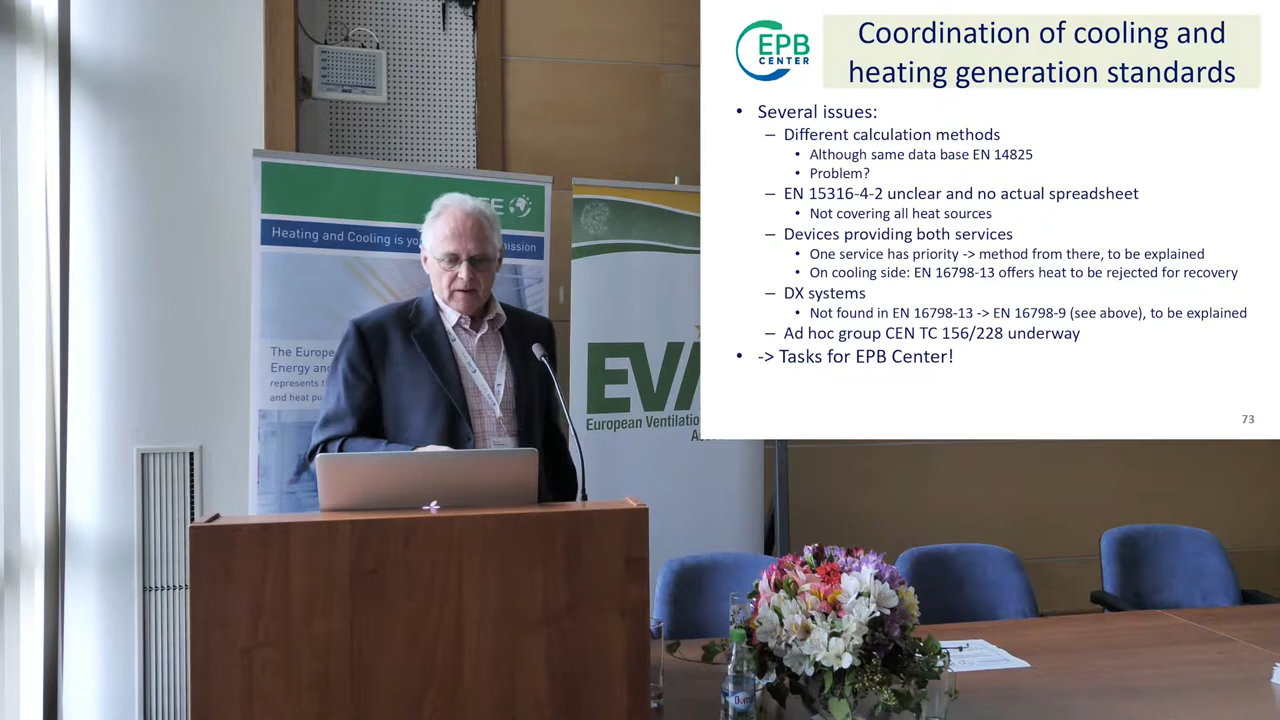 EPB
CENTER
Coordination of cooling and
heating generation standards
• Several issues:
– Different calculation methods
• Although same data base EN 14825
• Problem?
– EN 15316-4-2 unclear and no actual spreadsheet
• Not covering all heat sources
– Devices providing both services
• One service has priority -> method from there, to be explained
• On cooling side: EN 16798-13 offers heat to be rejected for recovery
– DX systems
• Not found in EN 16798-13 -> EN 16798-9 (see above), to be explained
– Ad hoc group CEN TC 156/228 underway
• -> Tasks for EPB Center!
73
Heating and Cooling is
The Europe
Energy and
represents
and heat
European